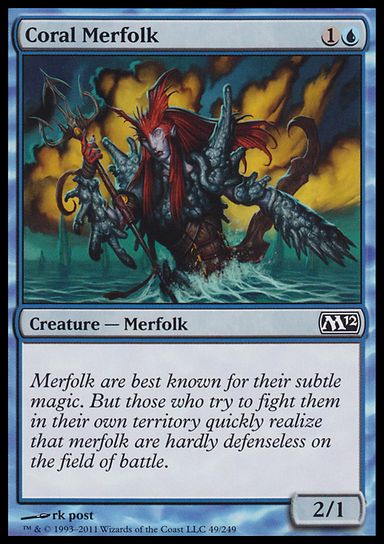 Coral Merfolk 1
Creature — Merfolk
M12
Merfolk are best known for their subtle
magic. But those who try to fight them
in their own territory quickly realize
that merfolk are hardly defenseless on
the field of battle.
rk post
™ & © 1993–2011 Wizards of the Coast LLC 49/249
2/1